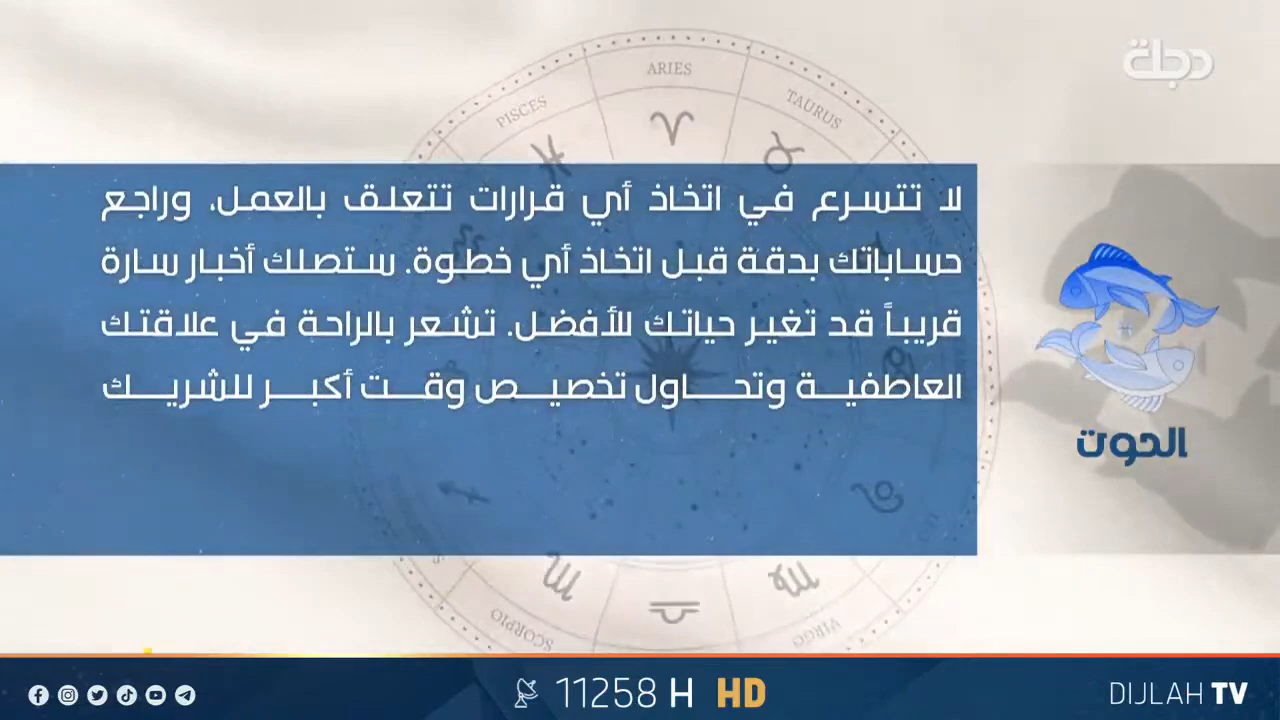 دجلة
ARIES
PISCES
TAURUS
لا تتسرع في اتخاذ أي قرارات تتعلق بالعمل، وراجع
حساباتك بدقة قبل اتخاذ أي خطوة. ستصلك أخبار سارة
قريباً قد تغير حياتك للأفضل. تشعر بالراحة في علاقتك
العاطفية وتحاول تخصيص وقت أكبر للشريك
الحوت
SCORPIO
VIRGO
11258 H HD
DIJLAH TV